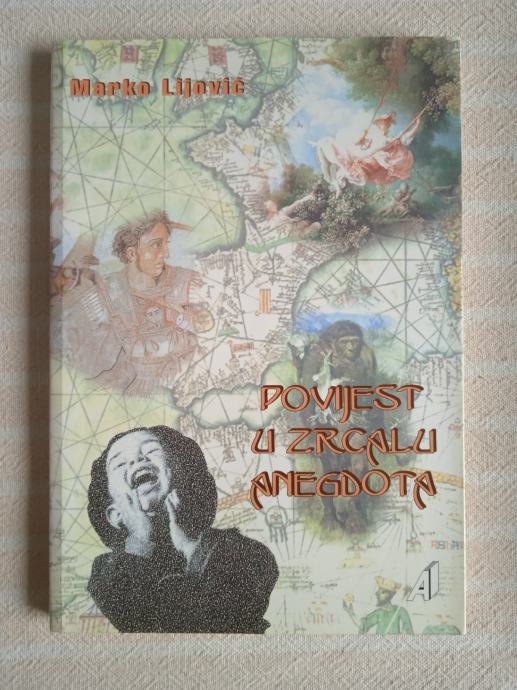 Marko Lijović
POVIJEST
U ZRCALU
ANEGDOTA